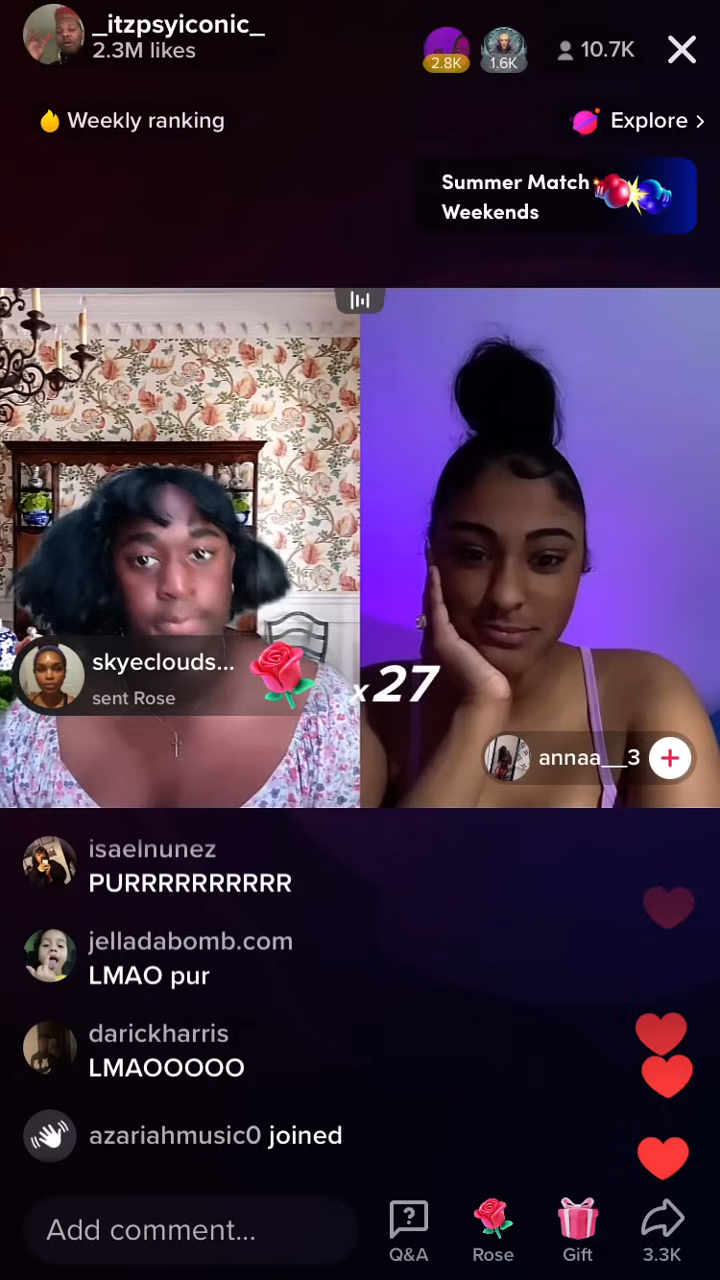 _itzpsyiconic_
2.3M likes
2.8K
1.6K
10.7K
Weekly ranking
Explore >
Summer Match
Weekends
skyeclouds...
sent Rose
x27
annaa__3
isaelnunez
PURRRRRRRRRR
jelladabomb.com
LMAO pur
darickharris
LMAOOOOO
azariahmusic0 joined
Add comment...
Q&A
Rose
Gift
3.3K